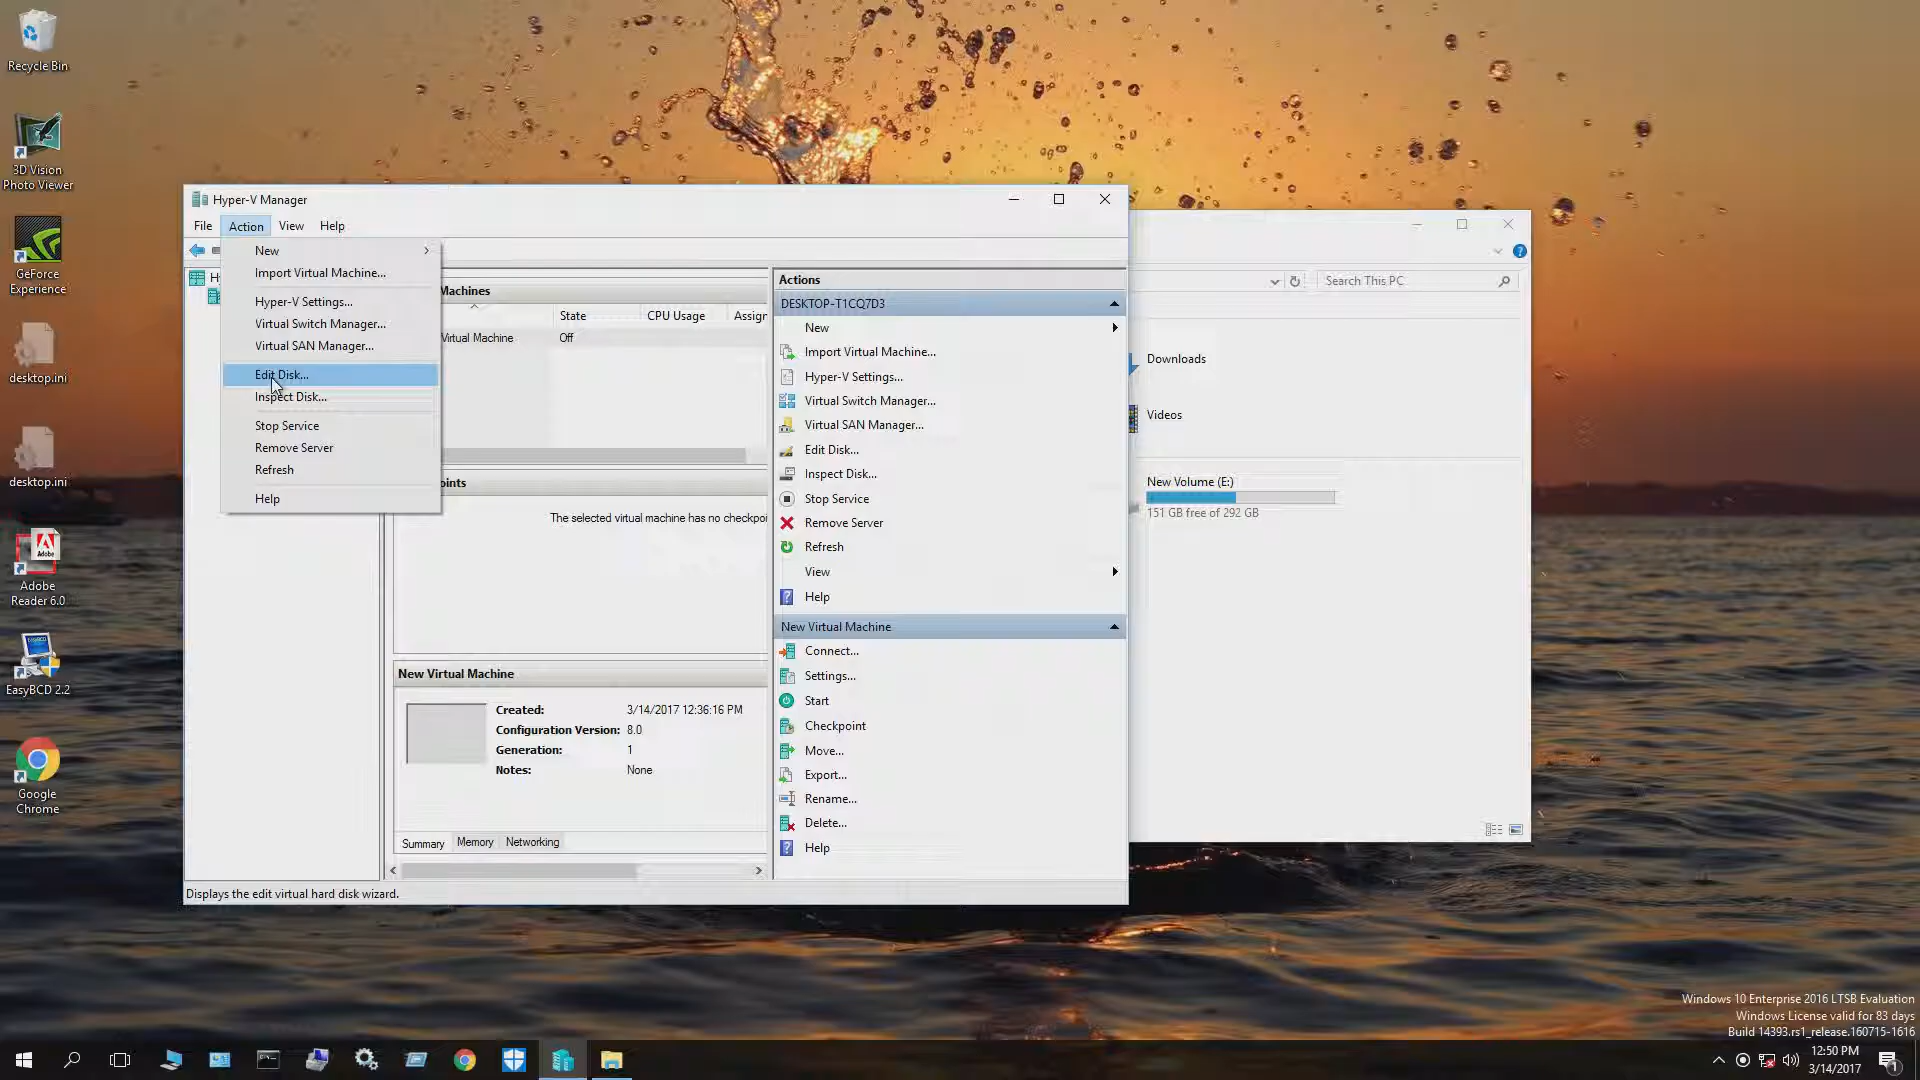 Recycle Bin
3D Vision
Photo Viewer
GeForce
Experience
desktop.ini
desktop.ini
Adobe
Adobe
Reader 6.0
EasyBCD 2.2
Google
Chrome
Hyper-V Manager
File Action View Help
New
Import Virtual Machine...
Hyper-V Settings...
Virtual Switch Manager...
Virtual SAN Manager...
Edit Disk...
Inspect Disk...
Stop Service
Remove Server
Refresh
Help
Machines
State CPU Usage Assign
Virtual Machine Off
The selected virtual machine has no checkpoi
New Virtual Machine
Created: 3/14/2017 12:36:16 PM
Configuration Version: 8.0
Generation: 1
Notes: None
Summary Memory Networking
Displays the edit virtual hard disk wizard.
Actions
DESKTOP-T1CQ7D3
New
Import Virtual Machine...
Hyper-V Settings...
Virtual Switch Manager...
Virtual SAN Manager...
Edit Disk...
Inspect Disk...
Stop Service
Remove Server
Refresh
View
Help
New Virtual Machine
Connect...
Settings...
Start
Checkpoint
Move...
Export...
Rename...
Delete...
Help
Search This PC
Downloads
Videos
New Volume (E:)
151 GB free of 292 GB
Windows 10 Enterprise 2016 LTSB Evaluation
Windows License valid for 83 days
Build 14393.rs1_release.160715-1616
12:50 PM
3/14/2017
1